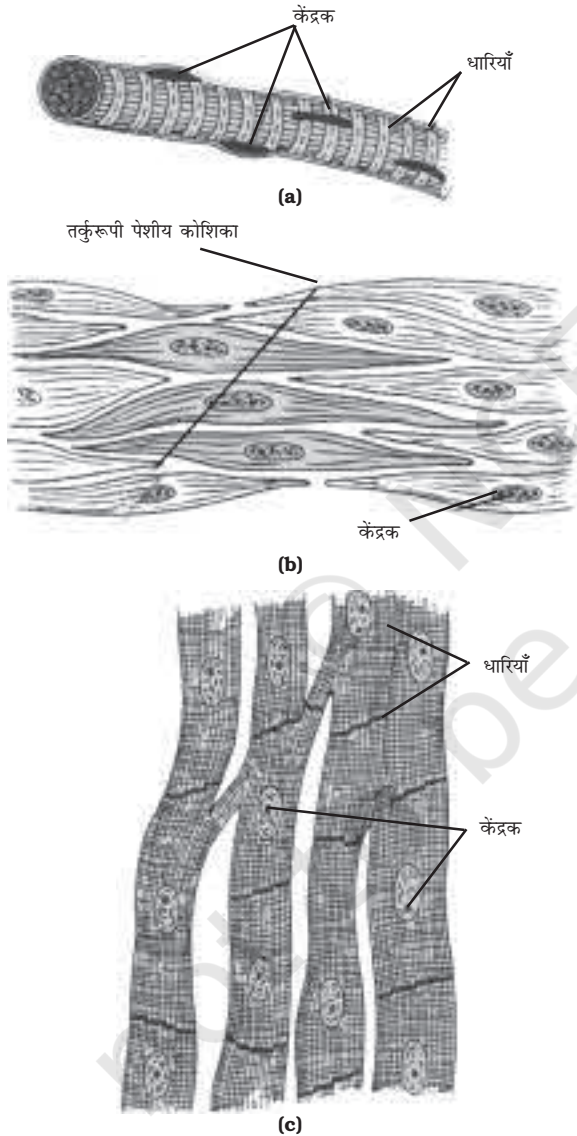 केंद्रक
धारियाँ
(a)
तर्कुरूपी पेशीय कोशिका
केंद्रक
(b)
धारियाँ
केंद्रक
(c)